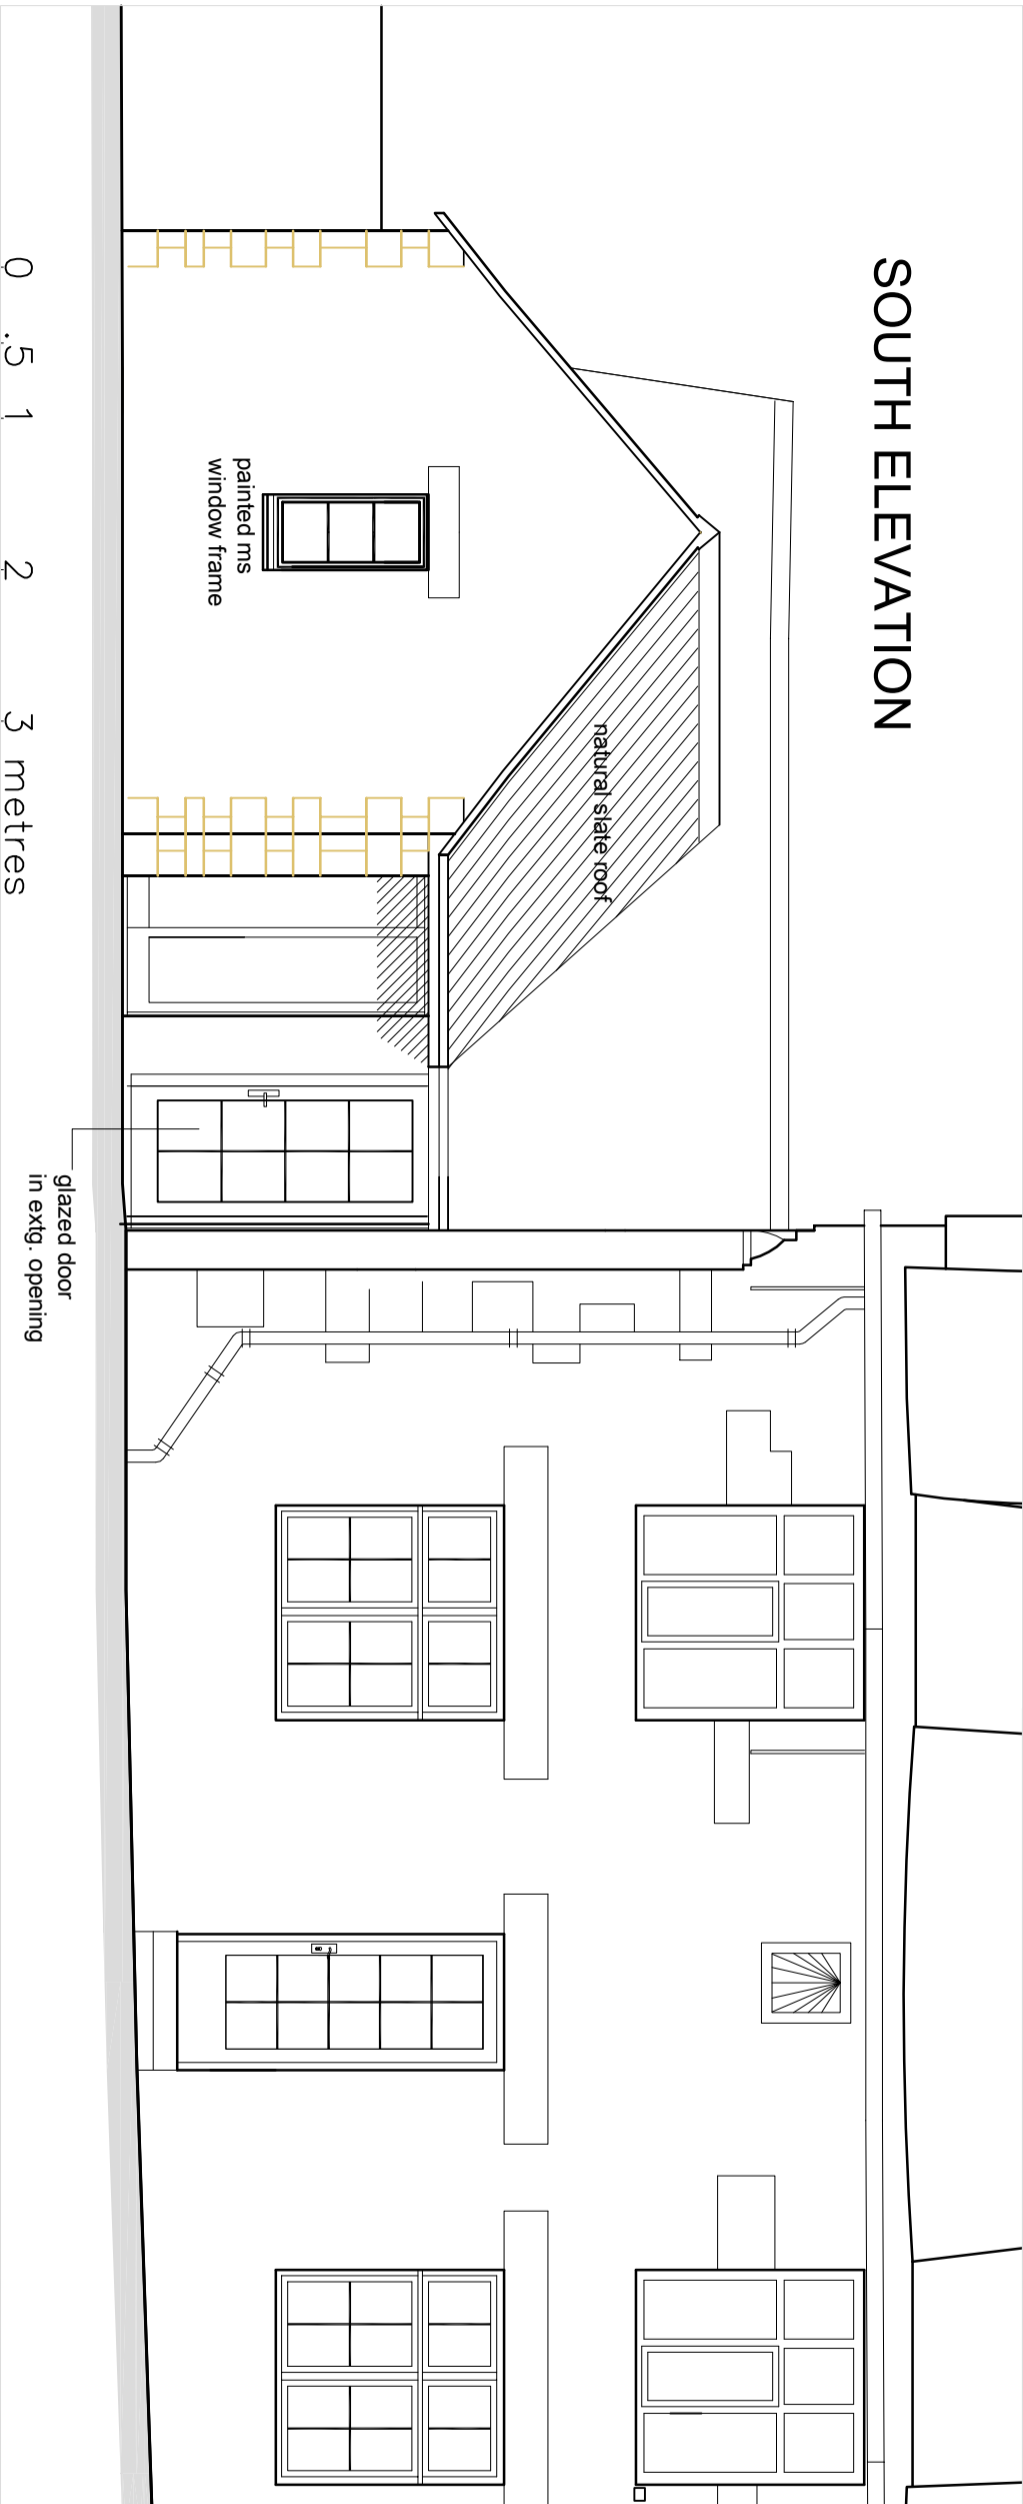 SOUTH ELEVATION
natural slate roof
painted ms
window frame
glazed door
in extg. opening
0 .5 1 2 3 metres